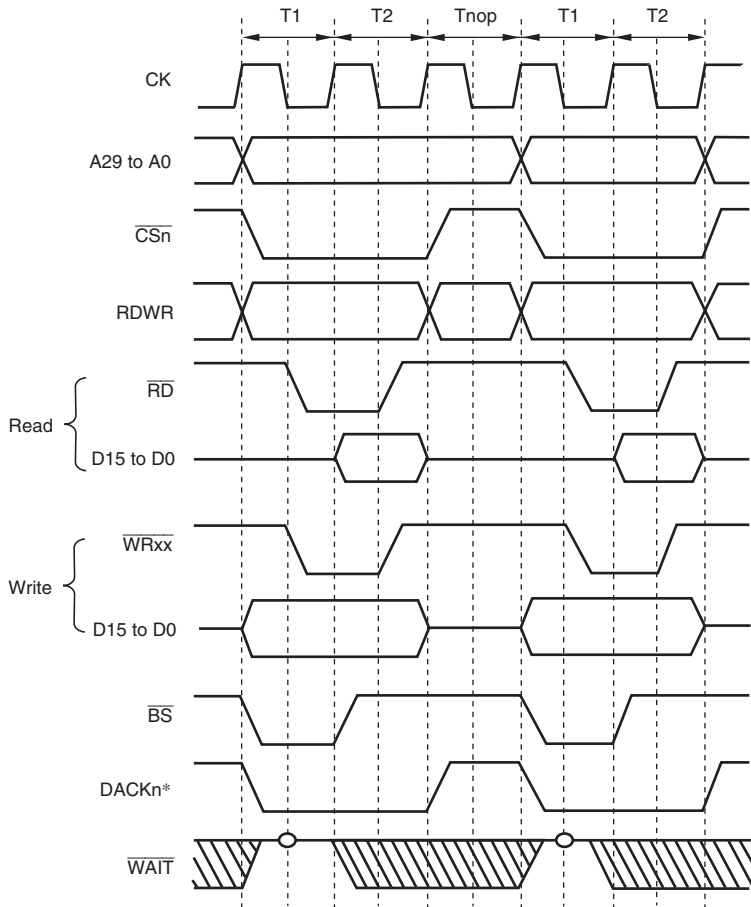 T1 T2 Tnop T1 T2
CK
A29 to A0
CSn
RDWR
RD
Read
D15 to D0
WRxx
Write
D15 to D0
BS
DACKn*
WAIT